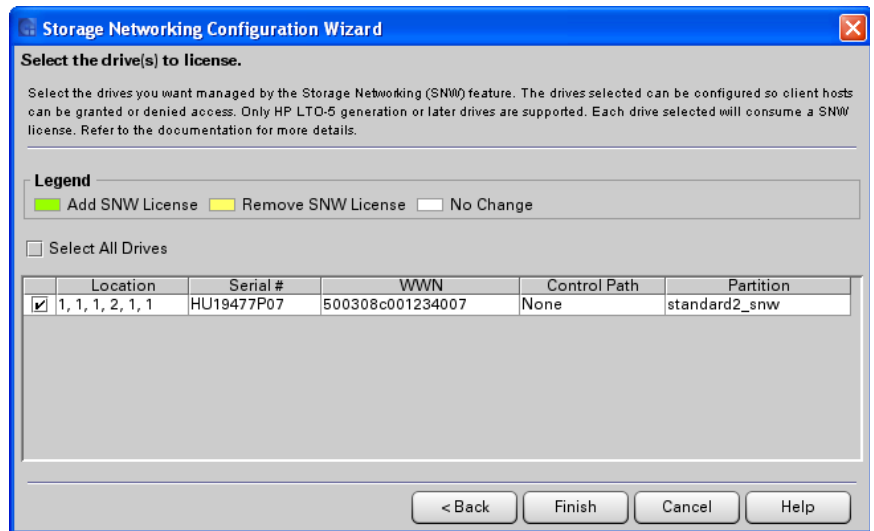 Storage Networking Configuration Wizard
Select the drive(s) to license.
Select the drives you want managed by the Storage Networking (SNW) feature. The drives selected can be configured so client hosts
can be granted or denied access. Only HP LTO-5 generation or later drives are supported. Each drive selected will consume a SNW
license. Refer to the documentation for more details.
Legend
Add SNW License Remove SNW License No Change
Select All Drives
Location Serial # WWN Control Path Partition
1, 1, 1, 2, 1, 1 HU19477P07 500308c001234007 None standard2_snw
< Back Finish Cancel Help